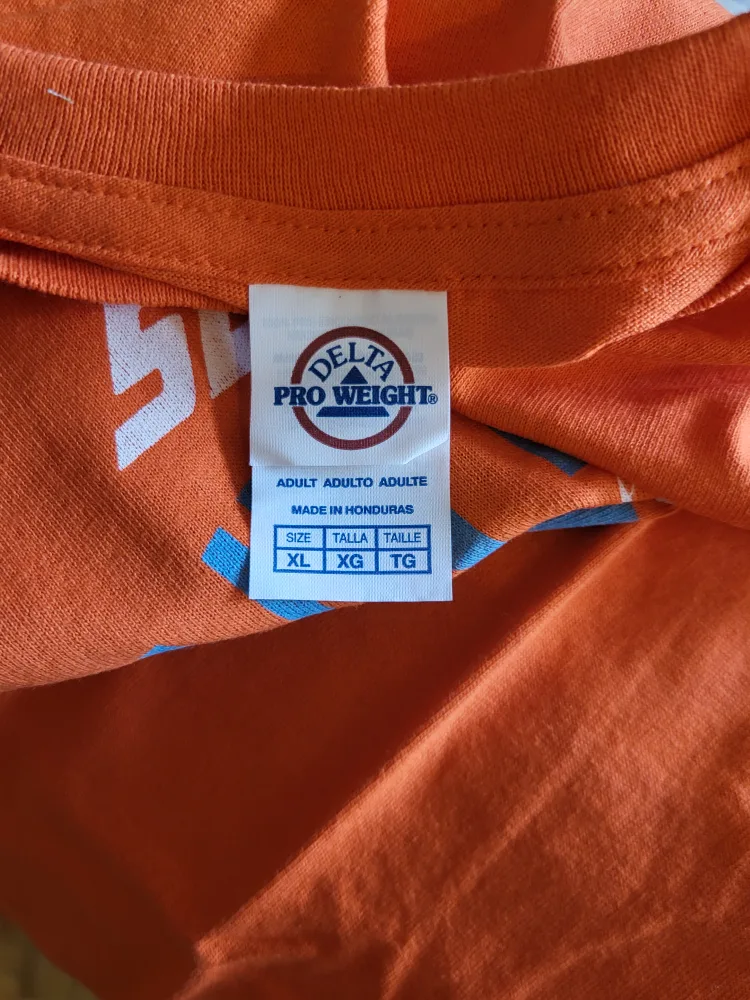 DELTA
PRO WEIGHT®
ADULT ADULTO ADULTE
MADE IN HONDURAS
SIZE TALLA TAILLE
XL XG TG